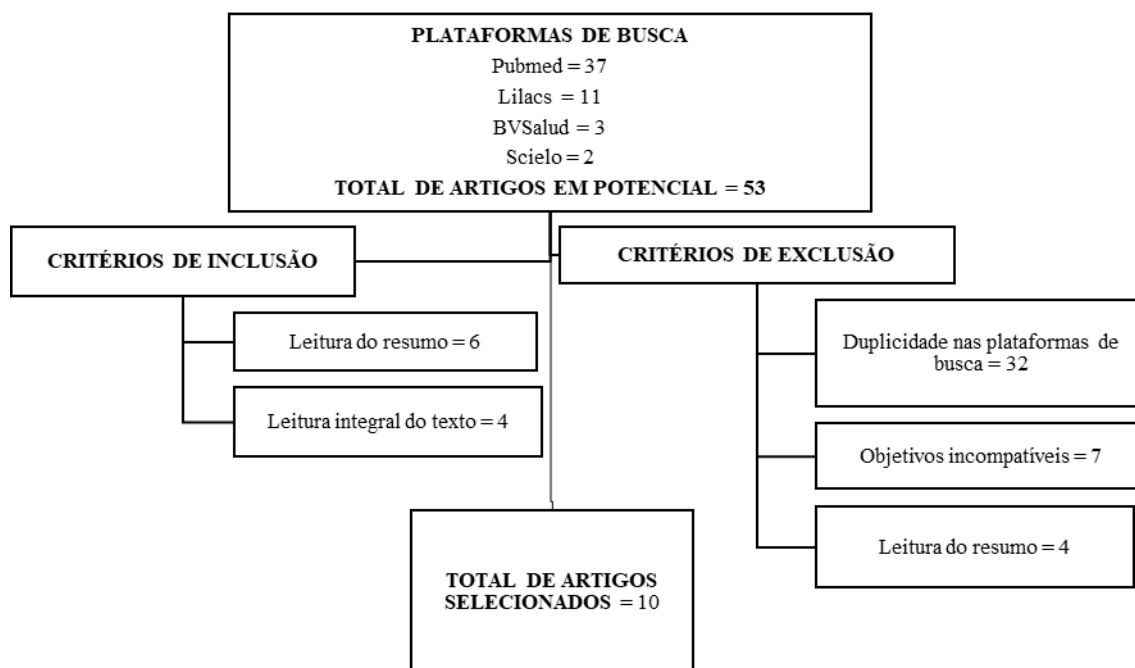 PLATAFORMAS DE BUSCA
Pubmed = 37
Lilacs = 11
BVSalud = 3
Scielo = 2
TOTAL DE ARTIGOS EM POTENCIAL = 53
CRITÉRIOS DE INCLUSÃO
Leitura do resumo = 6
Leitura integral do texto = 4
CRITÉRIOS DE EXCLUSÃO
Duplicidade nas plataformas de
busca = 32
Objetivos incompatíveis = 7
Leitura do resumo = 4
TOTAL DE ARTIGOS
SELECIONADOS = 10